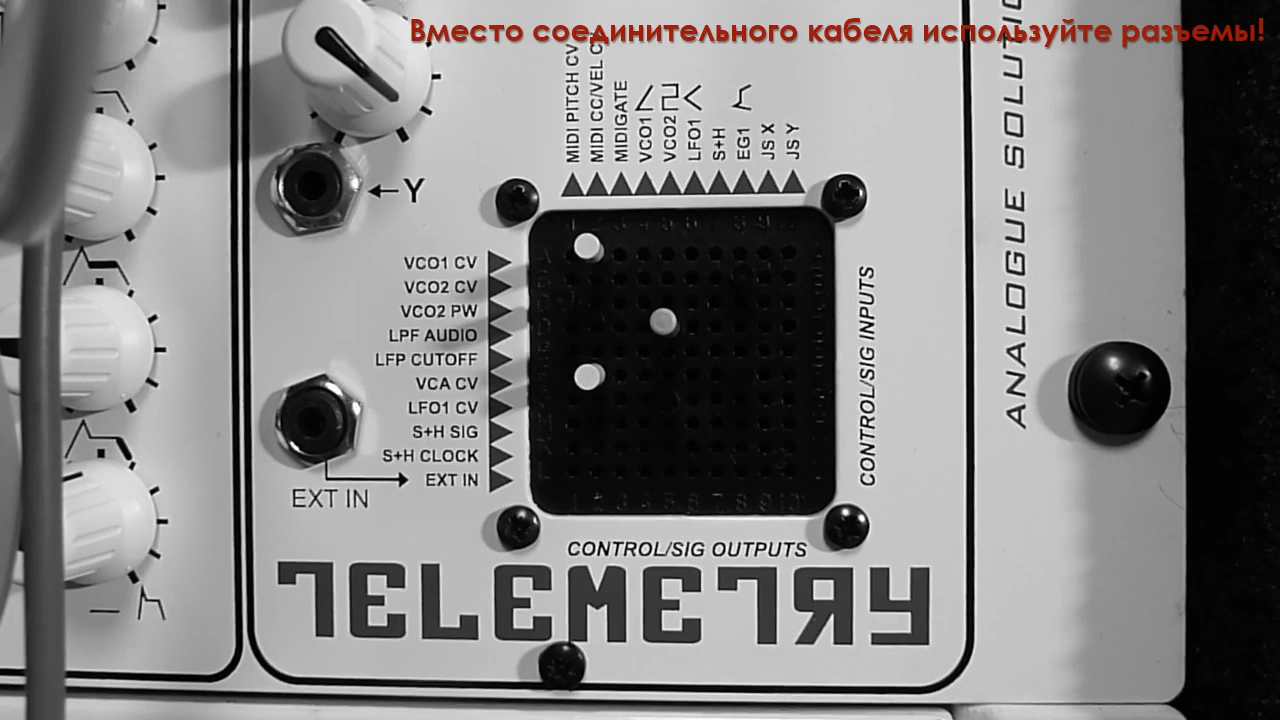 Вместо соединительного кабеля используйте разъемы!
MIDI PITCH CV
MIDI CC/VEL C
MIDIGATE
VCO1
VCO2
LFO1
S+H
EG1
JS X
JS Y
Y
VCO1 CV
VCO2 CV
VCO2 PW
LPF AUDIO
LFP CUTOFF
VCA CV
LFO1 CV
S+H SIG
S+H CLOCK
EXT IN
EXT IN
CONTROL/SIG INPUTS
CONTROL/SIG OUTPUTS
TELEMETRY
ANALOGUE SOLUTIO